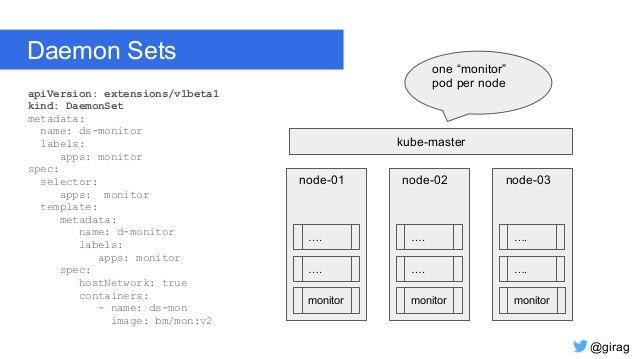 Daemon Sets
apiVersion: extensions/v1beta1
kind: DaemonSet
metadata:
  name: ds-monitor
  labels:
     apps: monitor
spec:
  selector:
     apps:  monitor
  template:
     metadata:
        name: d-monitor
        labels:
           apps: monitor
     spec:
        hostNetwork: true
        containers:
           - name: ds-mon
             image: bm/mon:v2
one “monitor”
pod per node
kube-master
node-01
....
....
monitor
node-02
....
....
monitor
node-03
....
....
monitor
@girag